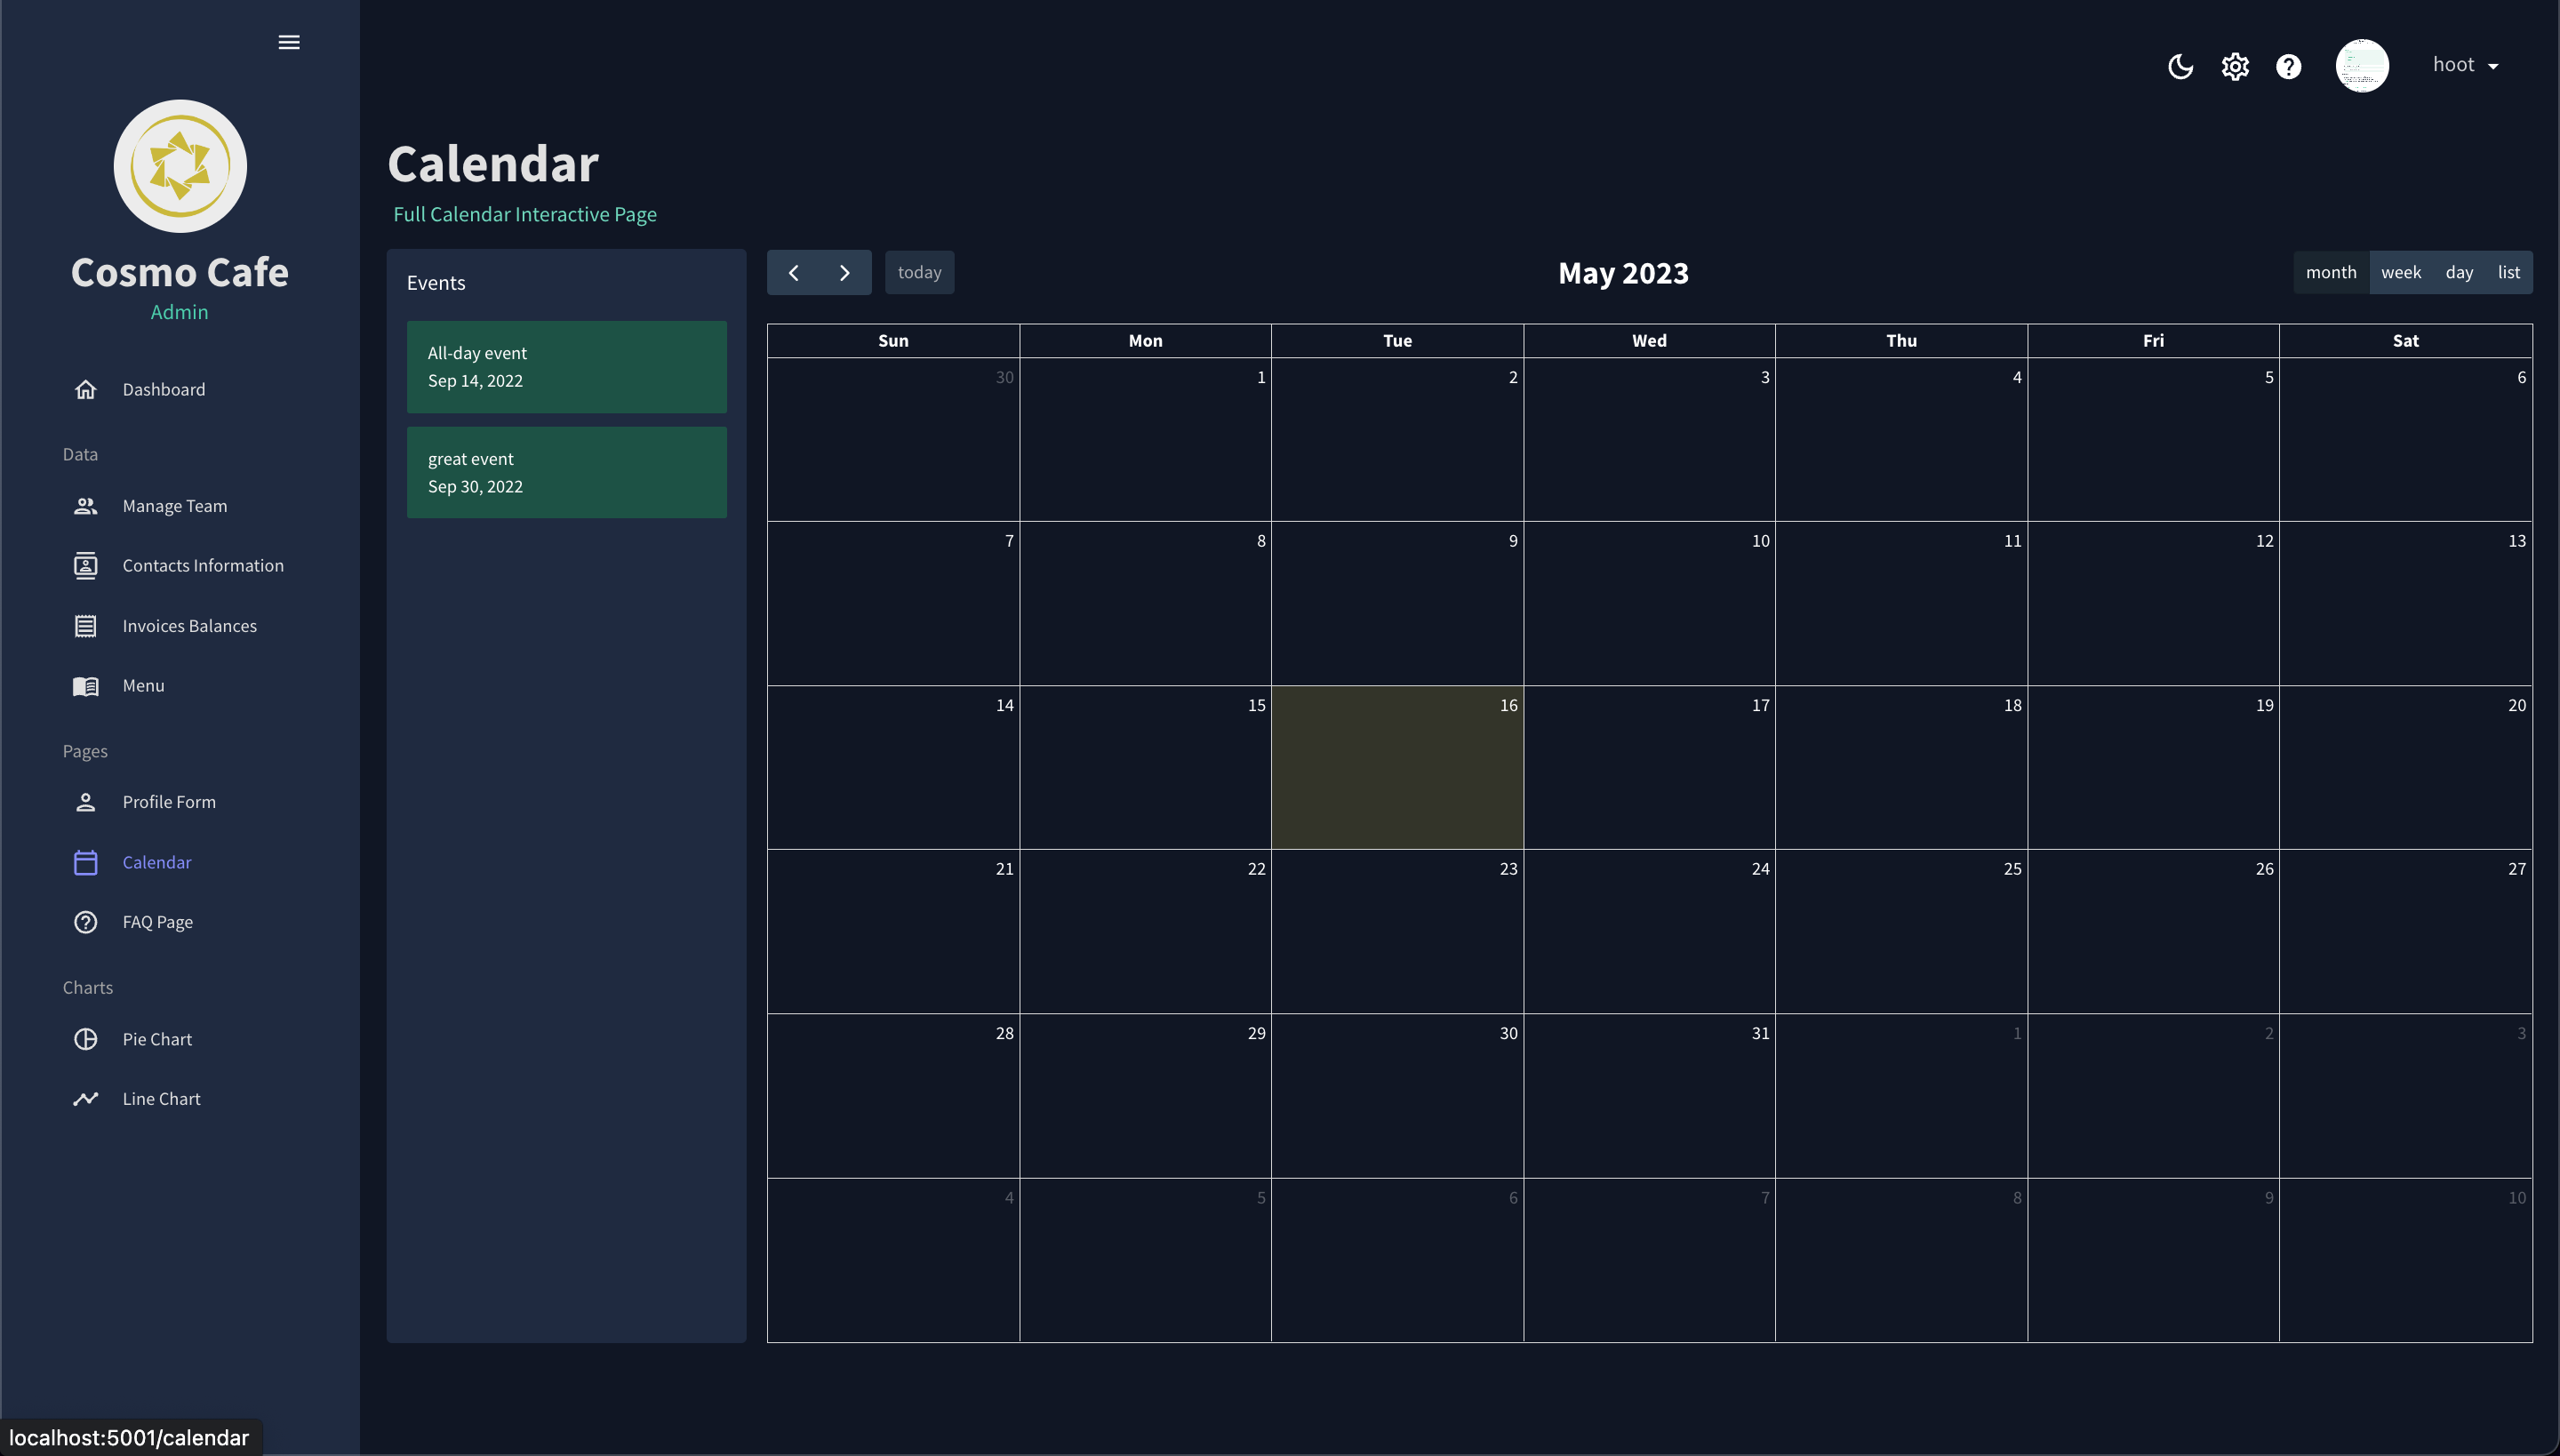 hoot
Cosmo Cafe
Admin
Dashboard
Data
Manage Team
Contacts Information
Invoices Balances
Menu
Pages
Profile Form
Calendar
FAQ Page
Charts
Pie Chart
Line Chart
Calendar
Full Calendar Interactive Page
Events
All-day event
Sep 14, 2022
great event
Sep 30, 2022
today
May 2023
month week day list
Sun Mon Tue Wed Thu Fri Sat
30 1 2 3 4 5 6
7 8 9 10 11 12 13
14 15 16 17 18 19 20
21 22 23 24 25 26 27
28 29 30 31 1 2 3
4 5 6 7 8 9 10
localhost:5001/calendar